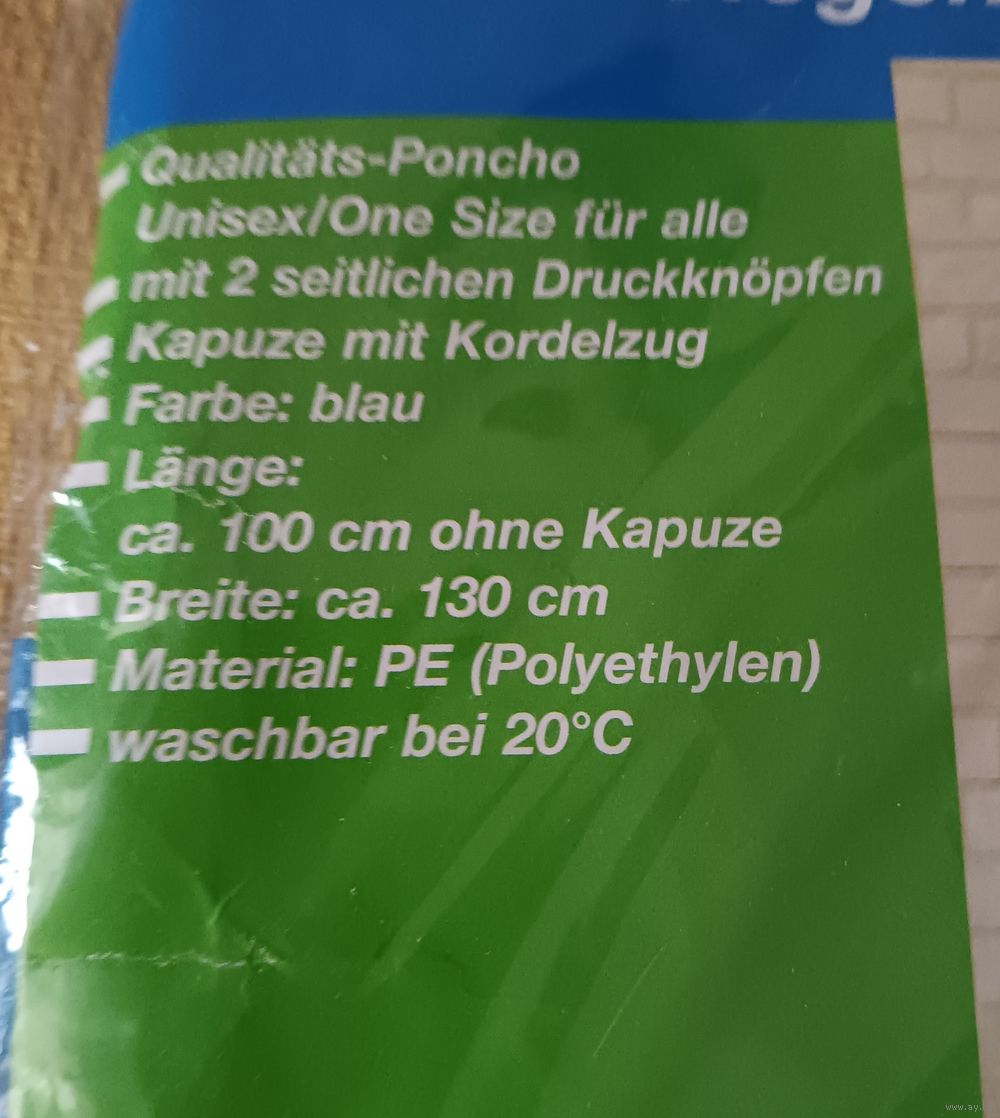 - Qualitäts-Poncho
Unisex/One Size für alle
- mit 2 seitlichen Druckknöpfen
- Kapuze mit Kordelzug
- Farbe: blau
- Länge:
ca. 100 cm ohne Kapuze
- Breite: ca. 130 cm
- Material: PE (Polyethylen)
- waschbar bei 20°C